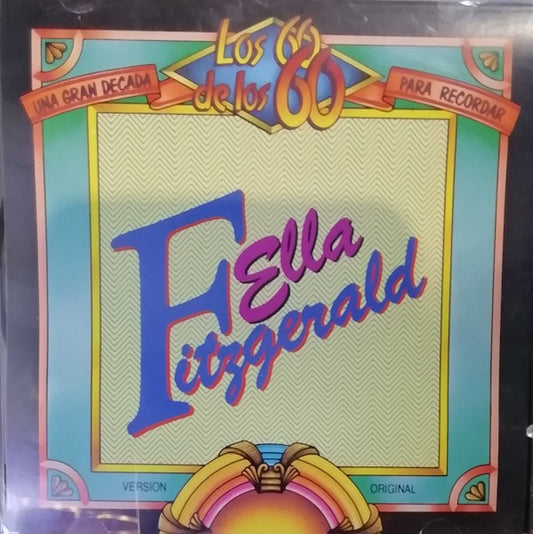 Los 60
de los 60
UNA GRAN DECADA
PARA RECORDAR
Ella
Fitzgerald
VERSION
ORIGINAL